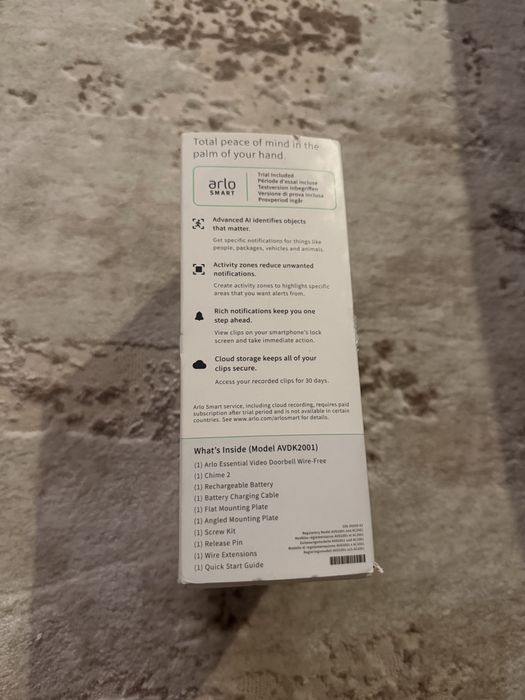 Total peace of mind in the
palm of your hand.
arlo
SMART
Trial Included
Période d'essai incluse
Testversion inbegriffen
Versione di prova inclusa
Provperiod ingår
Advanced AI identifies objects
that matter.
Get specific notifications for things like
people, packages, vehicles and animals.
Activity zones reduce unwanted
notifications.
Create activity zones to highlight specific
areas that you want alerts from.
Rich notifications keep you one
step ahead.
View clips on your smartphone's lock
screen and take immediate action.
Cloud storage keeps all of your
clips secure.
Access your recorded clips for 30 days.
Arlo Smart service, including cloud recording, requires paid
subscription after trial period and is not available in certain
countries. See www.arlo.com/arlosmart for details.
What's Inside (Model AVDK2001)
(1) Arlo Essential Video Doorbell Wire-Free
(1) Chime 2
(1) Rechargeable Battery
(1) Battery Charging Cable
(1) Flat Mounting Plate
(1) Angled Mounting Plate
(1) Screw Kit
(1) Release Pin
(1) Wire Extensions
(1) Quick Start Guide
Regulatory Model AVD2001 and AC2001